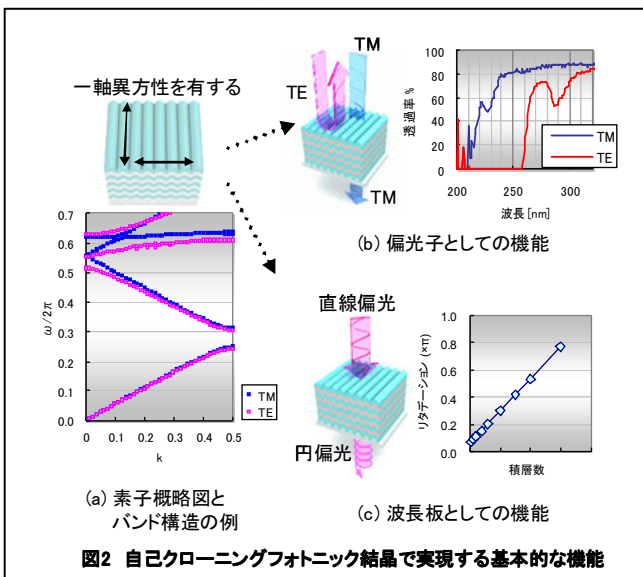 一軸異方性を有する
0.7
0.6
0.5
0.4
0.3
0.2
0.1
0.0
ω/2π
0 0.1 0.2 0.3 0.4 0.5
k
TM
TE
(a) 素子概略図と
バンド構造の例
TM
TE
TM
100
80
60
40
20
0
透過率 %
200 250 300
波長 [nm]
TM
TE
(b) 偏光子としての機能
直線偏光
円偏光
1.0
0.8
0.6
0.4
0.2
0.0
リタデーション (×π)
積層数
(c) 波長板としての機能
図2 自己クローニングフォトニック結晶で実現する基本的な機能